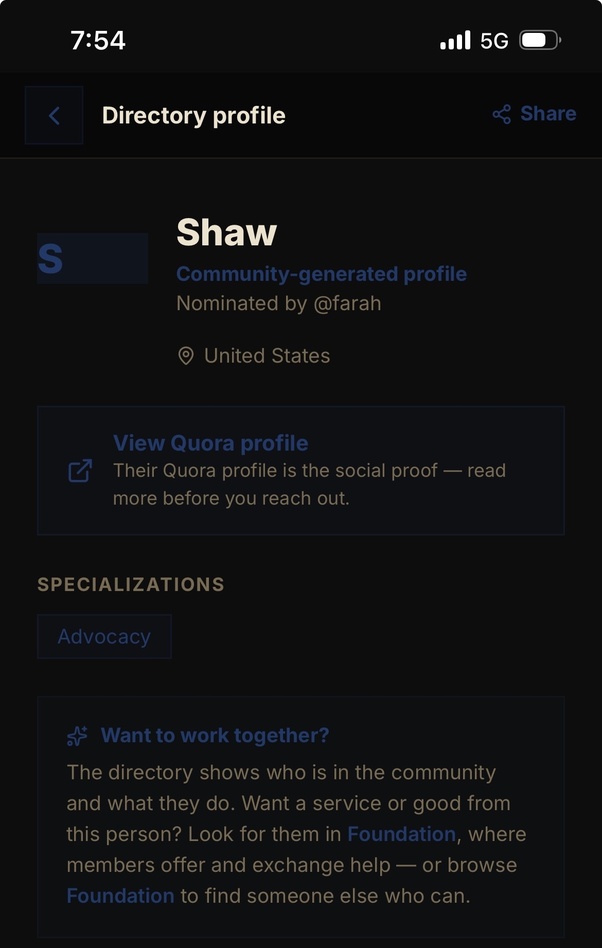 7:54
5G
Directory profile
Share
S
Shaw
Community-generated profile
Nominated by @farah
United States
View Quora profile
Their Quora profile is the social proof — read
more before you reach out.
SPECIALIZATIONS
Advocacy
Want to work together?
The directory shows who is in the community
and what they do. Want a service or good from
this person? Look for them in Foundation, where
members offer and exchange help — or browse
Foundation to find someone else who can.